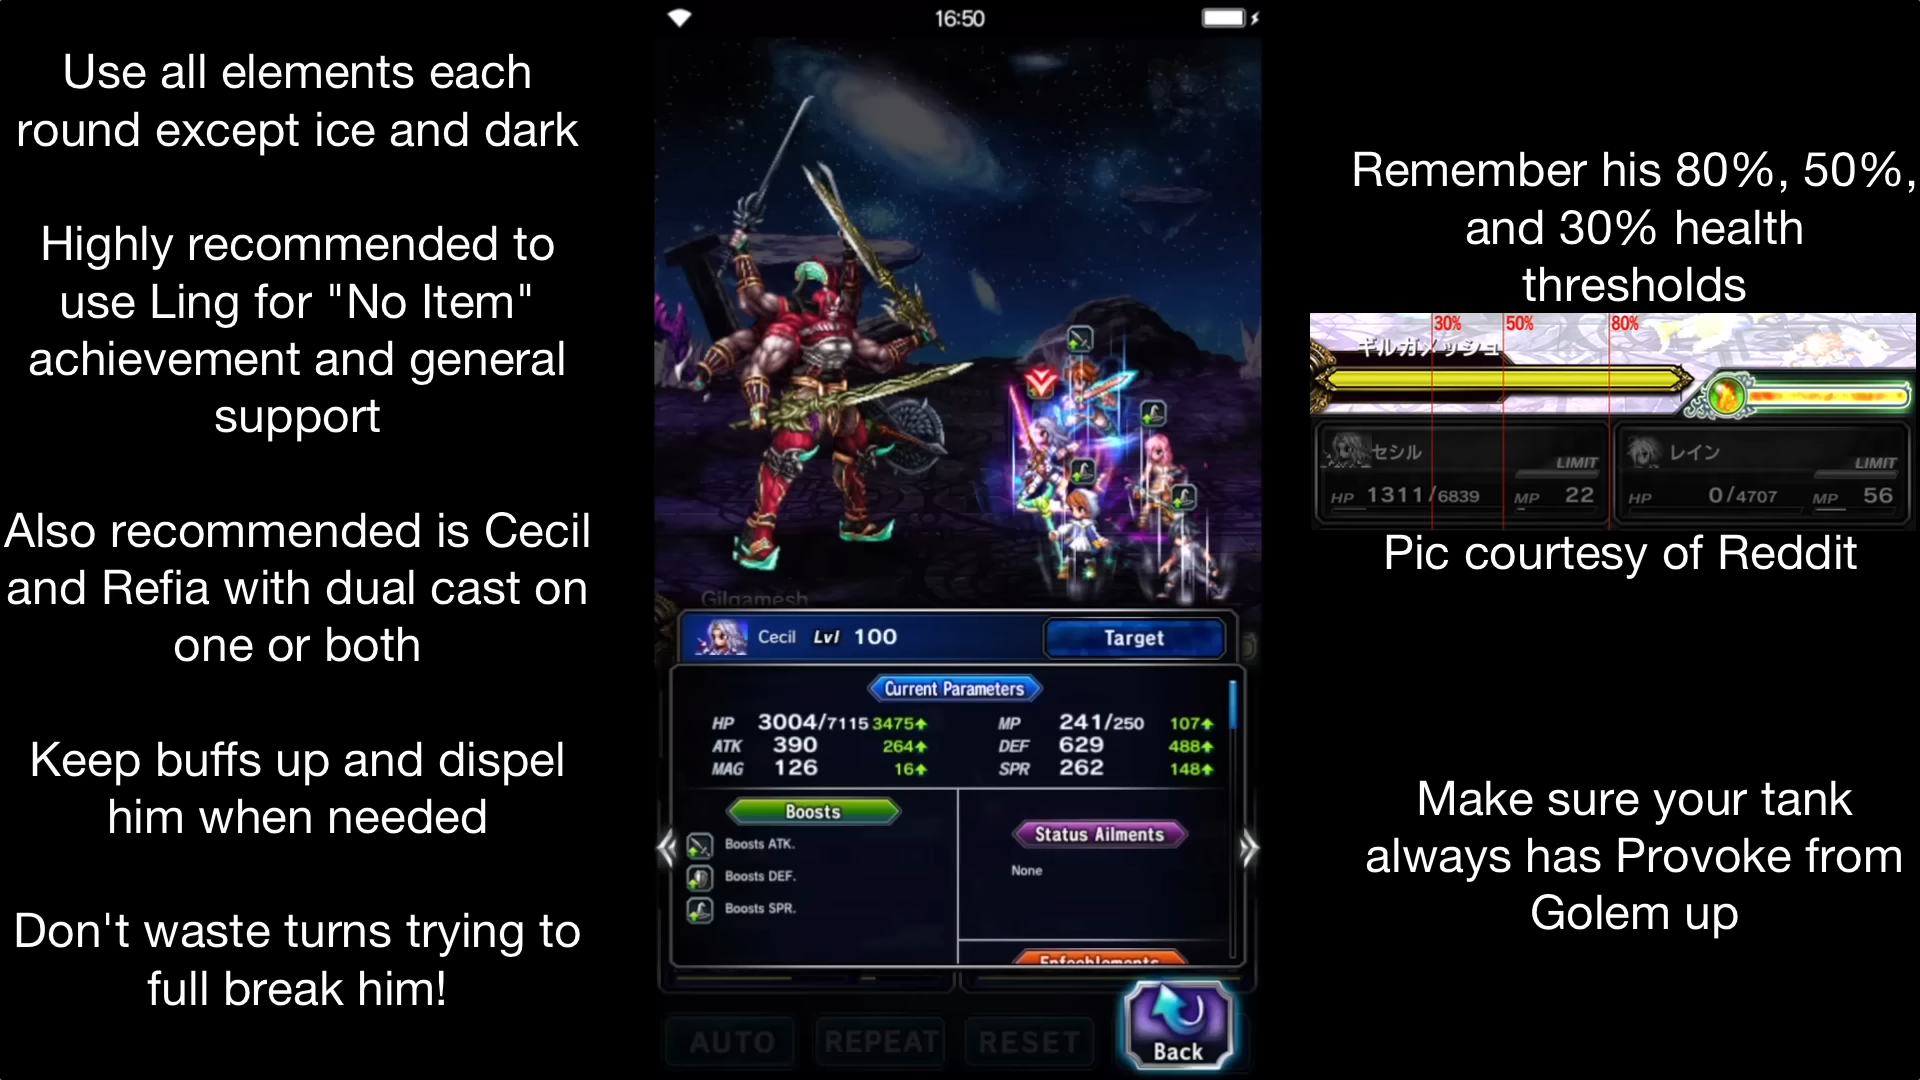 Use all elements each
round except ice and dark
Highly recommended to
use Ling for "No Item"
achievement and general
support
Also recommended is Cecil
and Refia with dual cast on
one or both
Keep buffs up and dispel
him when needed
Don't waste turns trying to
full break him!
16:50
Gilgamesh
Cecil Lvl 100
Target
Current Parameters
HP 3004/7115 3475 MP 241/250 107
ATK 390 264 DEF 629 488
MAG 126 16 SPR 262 148
Boosts
Boosts ATK.
Boosts DEF.
Boosts SPR.
Status Ailments
None
Enfeeblements
AUTO REPEAT RESET
Back
Remember his 80%, 50%,
and 30% health
thresholds
30% 50% 80%
ギルガメッシュ
セシル LIMIT
HP 1311/6839 MP 22
レイン LIMIT
HP 0/4707 MP 56
Pic courtesy of Reddit
Make sure your tank
always has Provoke from
Golem up